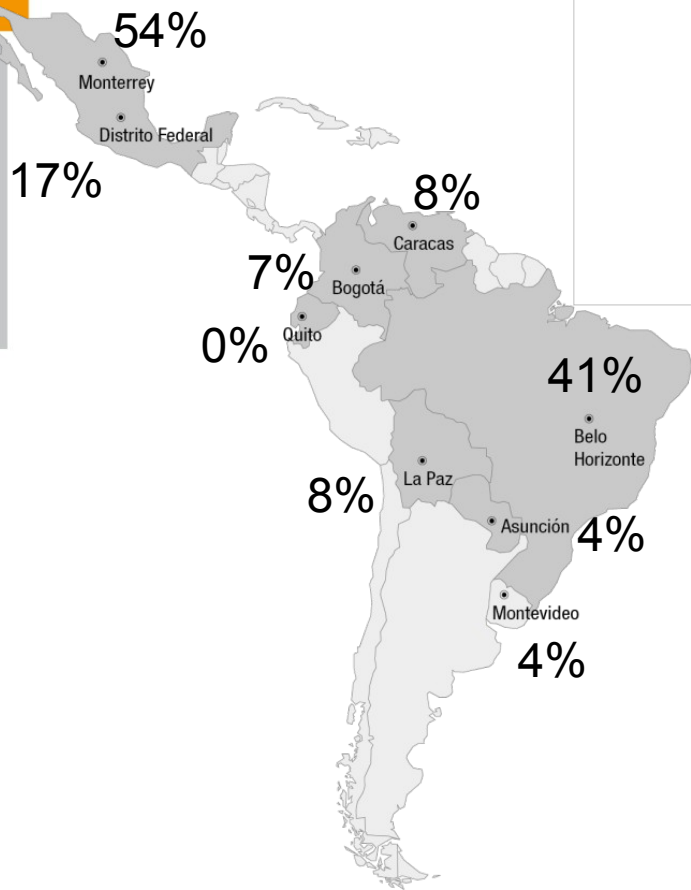 54%
Monterrey
Distrito Federal
17%
8%
Caracas
7%
Bogotá
0%
Quito
41%
Belo
Horizonte
La Paz
8%
Asunción
4%
Montevideo
4%